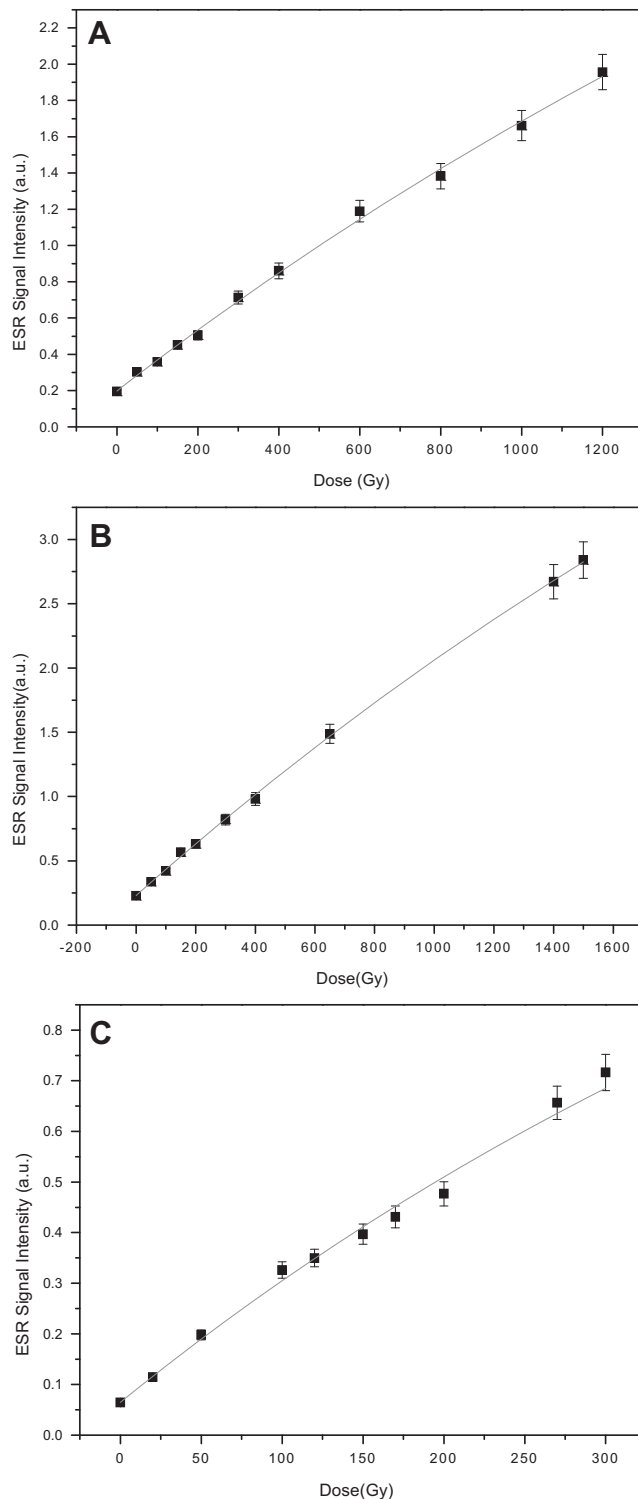 A
2.2
2.0
1.8
1.6
1.4
1.2
1.0
0.8
0.6
0.4
0.2
0.0
ESR Signal Intensity (a.u.)
0 200 400 600 800 1000 1200
Dose (Gy)
B
3.0
2.5
2.0
1.5
1.0
0.5
0.0
ESR Signal Intensity(a.u.)
-200 0 200 400 600 800 1000 1200 1400 1600
Dose(Gy)
C
0.8
0.7
0.6
0.5
0.4
0.3
0.2
0.1
0.0
ESR Signal Intensity (a.u.)
0 50 100 150 200 250 300
Dose(Gy)